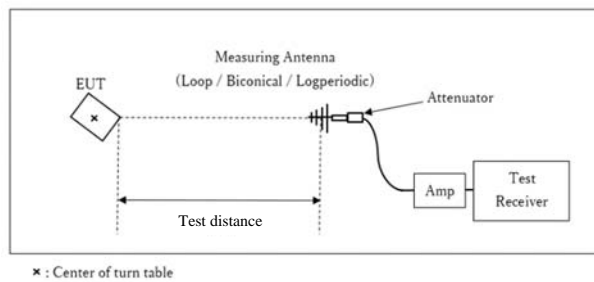 Measuring Antenna
(Loop / Biconical / Logperiodic)
EUT
Attenuator
Amp
Test
Receiver
Test distance
× : Center of turn table